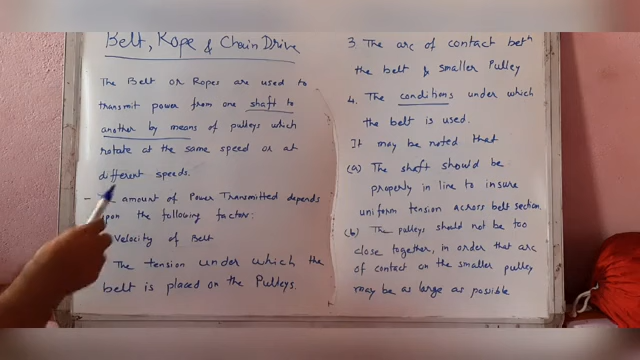 Belt, Rope & Chain Drive
The Belt or Ropes are used to
transmit power from one shaft to
another by means of pulleys which
rotate at the same speed or at
different speeds.
- amount of Power Transmitted depends
upon the following factors:
Velocity of Belt
The tension under which the
belt is placed on the Pulleys.
3 The arc of contact betn
the belt & smaller Pulley
4. The conditions under which
the belt is used.
It may be noted that
(a) The shaft should be
properly in line to insure
uniform tension across belt section.
(b) The pulleys should not be too
close together, in order that arc
of contact on the smaller pulley
may be as large as possible